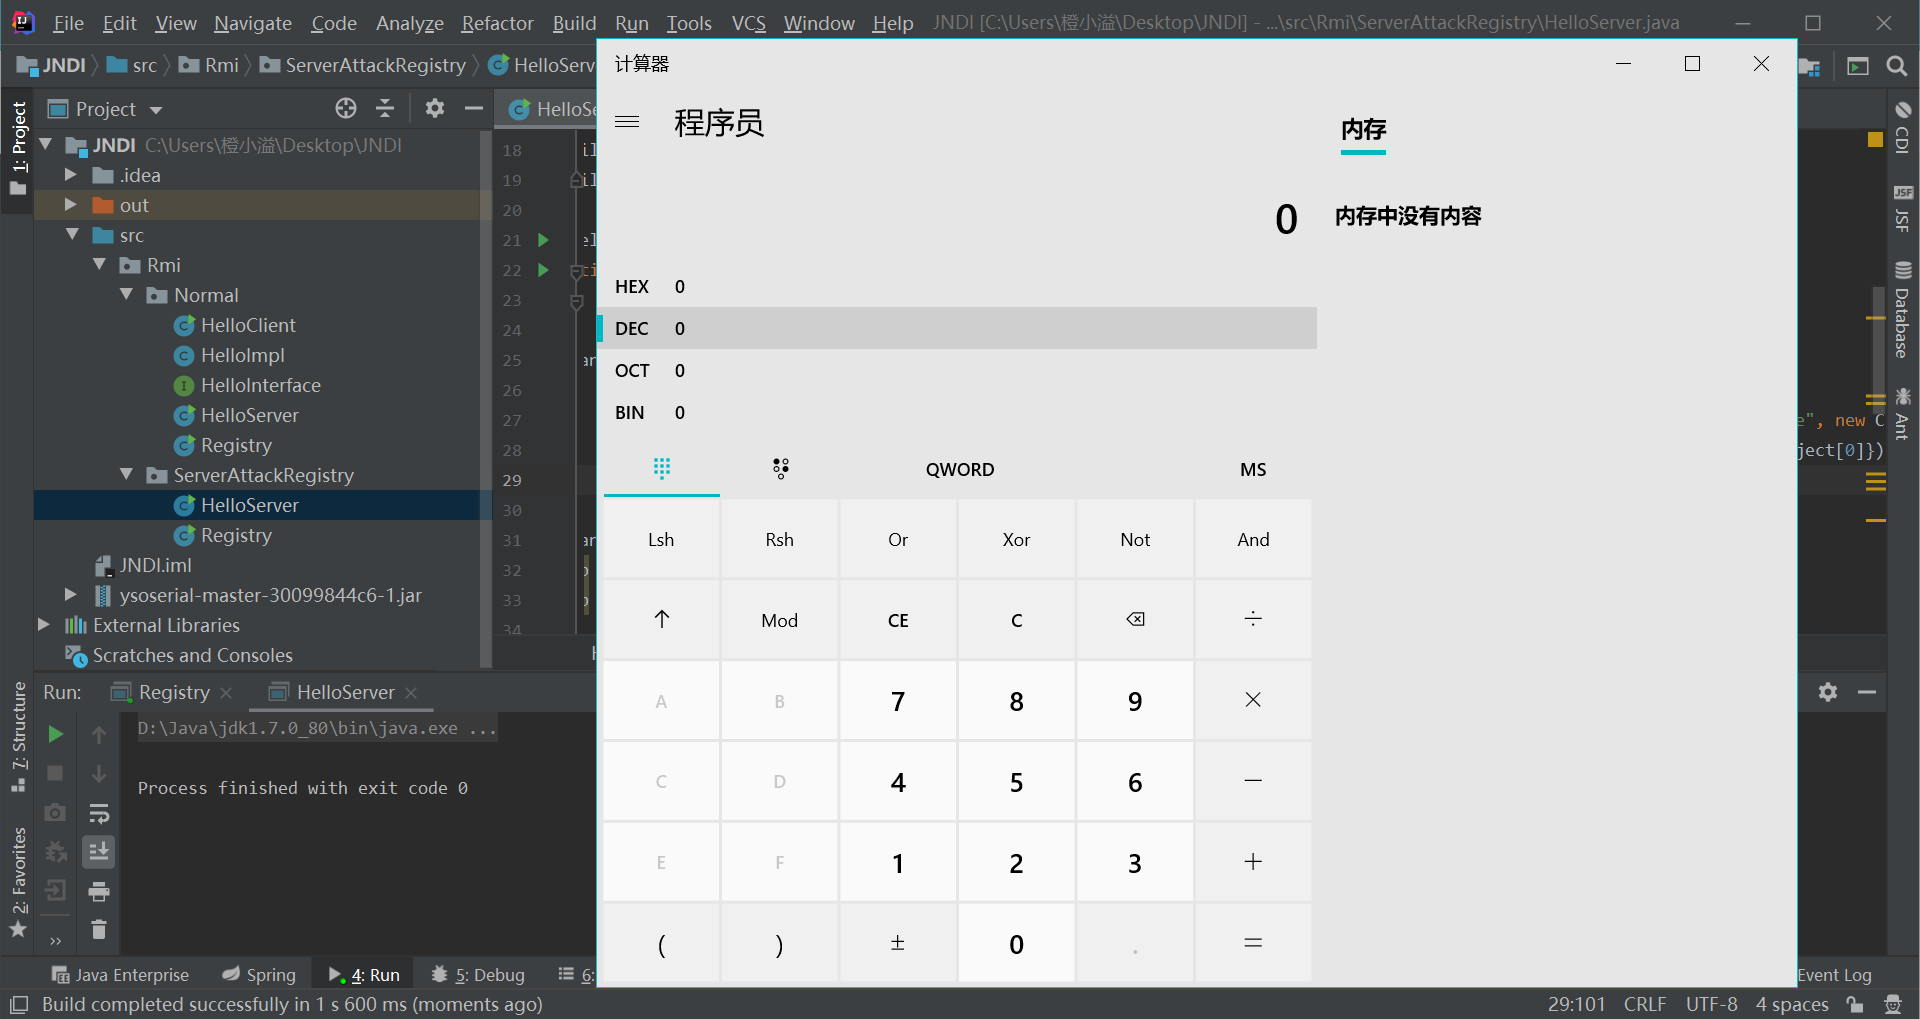 File Edit View Navigate Code Analyze Refactor Build Run Tools VCS Window Help JNDI [C:\Users\橙小溢\Desktop\JNDI] - ...\src\Rmi\ServerAttackRegistry\HelloServer.java
JNDI src Rmi ServerAttackRegistry HelloServ
Project
HelloSe
1: Project
JNDI C:\Users\橙小溢\Desktop\JNDI
.idea
out
src
Rmi
Normal
HelloClient
HelloImpl
HelloInterface
HelloServer
Registry
ServerAttackRegistry
HelloServer
Registry
JNDI.iml
ysoserial-master-30099844c6-1.jar
External Libraries
Scratches and Consoles
18
19
20
21
22
23
24
25
26
27
28
29
30
31
32
33
34
e", new C
ject[0]})
计算器
程序员
内存
0
内存中没有内容
HEX 0
DEC 0
OCT 0
BIN 0
QWORD MS
Lsh Rsh Or Xor Not And
↑ Mod CE C ⌫ ÷
A B 7 8 9 ×
C D 4 5 6 −
E F 1 2 3 +
( ) ± 0 . =
CDI
JSF
Database
Ant
7: Structure
2: Favorites
Run: Registry HelloServer
D:\Java\jdk1.7.0_80\bin\java.exe ...
Process finished with exit code 0
Java Enterprise Spring 4: Run 5: Debug 6: Event Log
Build completed successfully in 1 s 600 ms (moments ago) 29:101 CRLF UTF-8 4 spaces